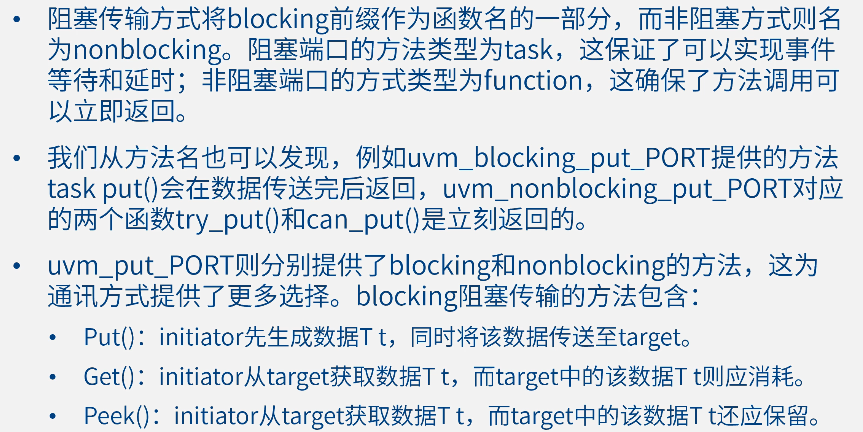 • 阻塞传输方式将blocking前缀作为函数名的一部分，而非阻塞方式则名
为nonblocking。阻塞端口的方法类型为task，这保证了可以实现事件
等待和延时；非阻塞端口的方式类型为function，这确保了方法调用可
以立即返回。
• 我们从方法名也可以发现，例如uvm_blocking_put_PORT提供的方法
task put()会在数据传送完后返回，uvm_nonblocking_put_PORT对应
的两个函数try_put()和can_put()是立刻返回的。
• uvm_put_PORT则分别提供了blocking和nonblocking的方法，这为
通讯方式提供了更多选择。blocking阻塞传输的方法包含：
• Put()：initiator先生成数据T t，同时将该数据传送至target。
• Get()：initiator从target获取数据T t，而target中的该数据T t则应消耗。
• Peek()：initiator从target获取数据T t，而target中的该数据T t还应保留。